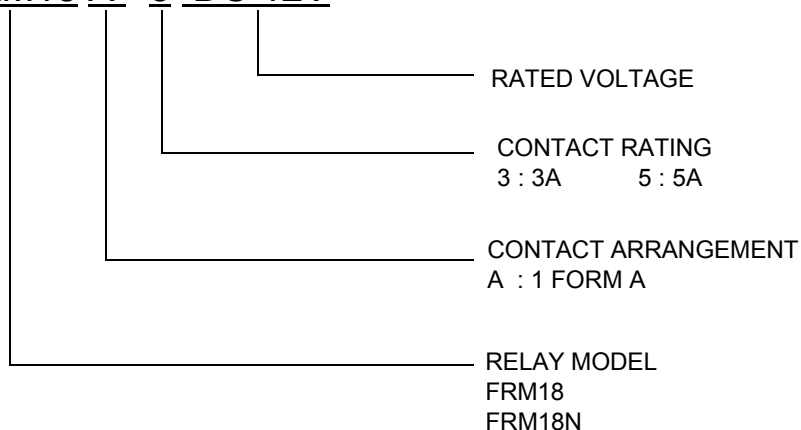 RATED VOLTAGE
CONTACT RATING
3 : 3A 5 : 5A
CONTACT ARRANGEMENT
A : 1 FORM A
RELAY MODEL
FRM18
FRM18N